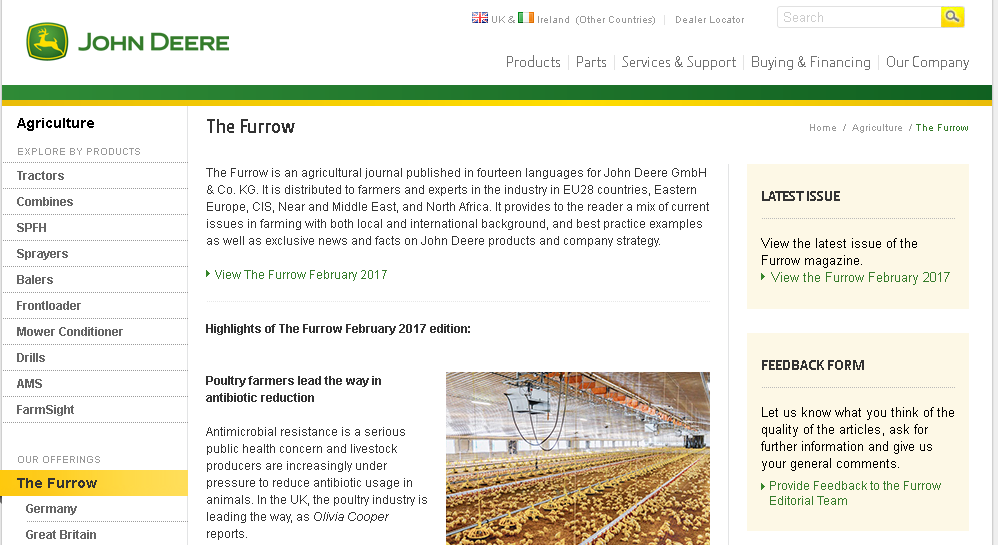 JOHN DEERE
UK & Ireland (Other Countries)
Dealer Locator
Search
Products
Parts
Services & Support
Buying & Financing
Our Company
Agriculture
EXPLORE BY PRODUCTS
Tractors
Combines
SPFH
Sprayers
Balers
Frontloader
Mower Conditioner
Drills
AMS
FarmSight
OUR OFFERINGS
The Furrow
Germany
Great Britain
The Furrow
Home / Agriculture / The Furrow
The Furrow is an agricultural journal published in fourteen languages for John Deere GmbH
& Co. KG. It is distributed to farmers and experts in the industry in EU28 countries, Eastern
Europe, CIS, Near and Middle East, and North Africa. It provides to the reader a mix of current
issues in farming with both local and international background, and best practice examples
as well as exclusive news and facts on John Deere products and company strategy.
View The Furrow February 2017
Highlights of The Furrow February 2017 edition:
Poultry farmers lead the way in
antibiotic reduction
Antimicrobial resistance is a serious
public health concern and livestock
producers are increasingly under
pressure to reduce antibiotic usage in
animals. In the UK, the poultry industry is
leading the way, as Olivia Cooper
reports.
LATEST ISSUE
View the latest issue of the
Furrow magazine.
View the Furrow February 2017
FEEDBACK FORM
Let us know what you think of the
quality of the articles, ask for
further information and give us
your general comments.
Provide Feedback to the Furrow
Editorial Team